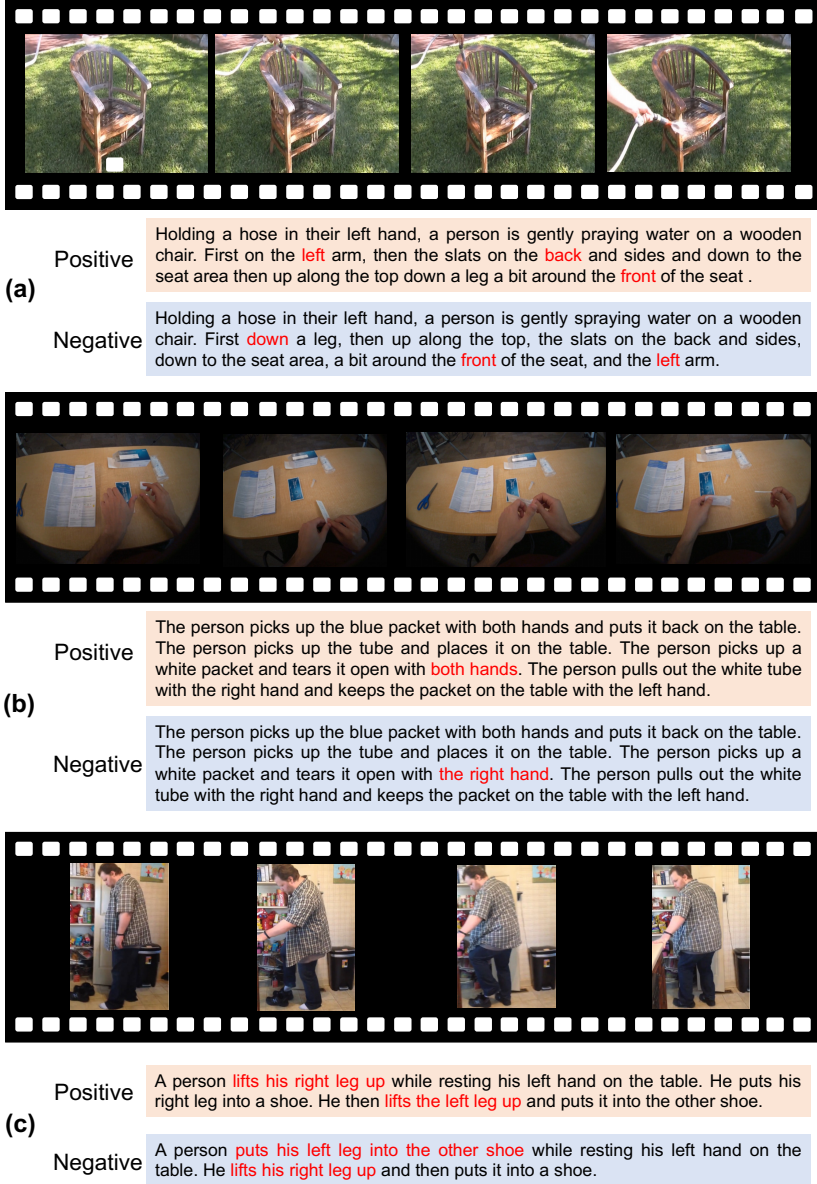 Positive
Holding a hose in their left hand, a person is gently praying water on a wooden
chair. First on the left arm, then the slats on the back and sides and down to the
seat area then up along the top down a leg a bit around the front of the seat .
(a)
Negative
Holding a hose in their left hand, a person is gently spraying water on a wooden
chair. First down a leg, then up along the top, the slats on the back and sides,
down to the seat area, a bit around the front of the seat, and the left arm.
Positive
The person picks up the blue packet with both hands and puts it back on the table.
The person picks up the tube and places it on the table. The person picks up a
white packet and tears it open with both hands. The person pulls out the white tube
with the right hand and keeps the packet on the table with the left hand.
(b)
Negative
The person picks up the blue packet with both hands and puts it back on the table.
The person picks up the tube and places it on the table. The person picks up a
white packet and tears it open with the right hand. The person pulls out the white
tube with the right hand and keeps the packet on the table with the left hand.
Positive
A person lifts his right leg up while resting his left hand on the table. He puts his
right leg into a shoe. He then lifts the left leg up and puts it into the other shoe.
(c)
Negative
A person puts his left leg into the other shoe while resting his left hand on the
table. He lifts his right leg up and then puts it into a shoe.